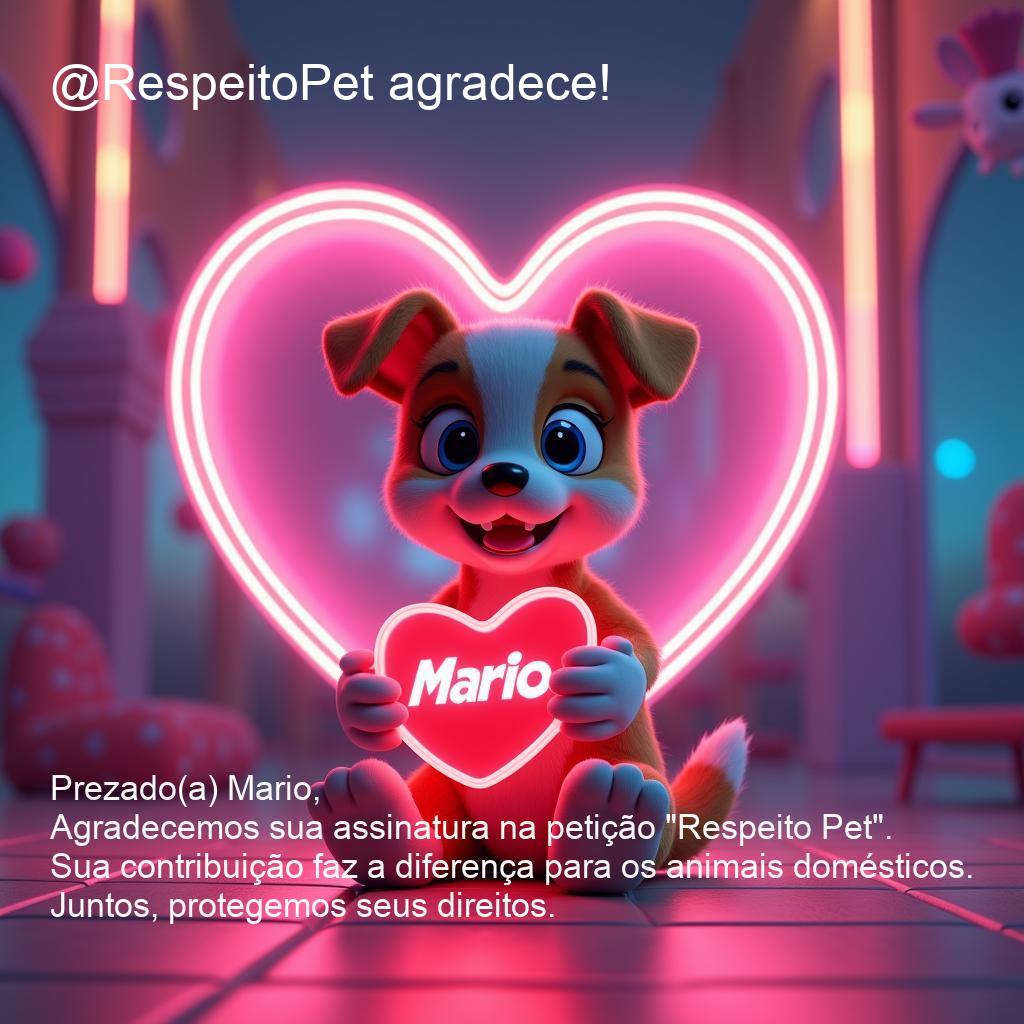 @RespeitoPet agradece!
Mario
Prezado(a) Mario,
Agradecemos sua assinatura na petição "Respeito Pet".
Sua contribuição faz a diferença para os animais domésticos.
Juntos, protegemos seus direitos.